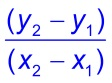 (y₂ – y₁)
(x₂ – x₁)